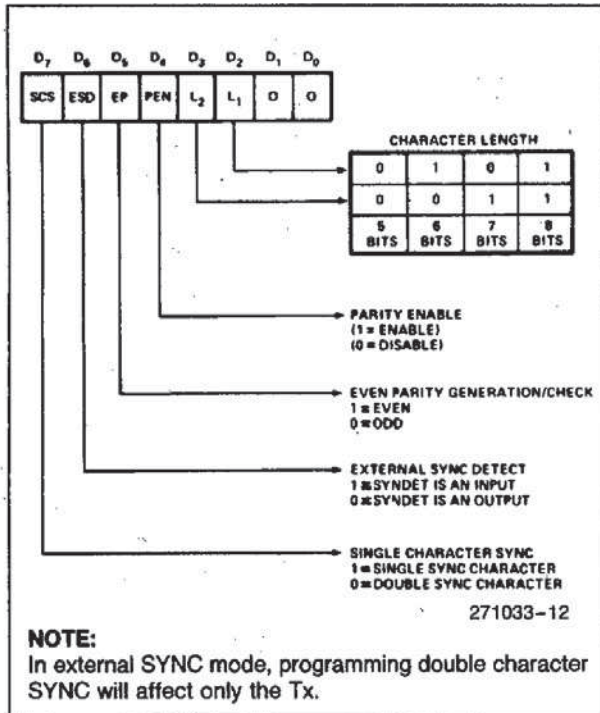 D7 D6 D5 D4 D3 D2 D1 D0
SCS ESD EP PEN L2 L1 0 0
CHARACTER LENGTH
0 1 0 1
0 0 1 1
5 BITS 6 BITS 7 BITS 8 BITS
PARITY ENABLE
(1 = ENABLE)
(0 = DISABLE)
EVEN PARITY GENERATION/CHECK
1 = EVEN
0 = ODD
EXTERNAL SYNC DETECT
1 = SYNDET IS AN INPUT
0 = SYNDET IS AN OUTPUT
SINGLE CHARACTER SYNC
1 = SINGLE SYNC CHARACTER
0 = DOUBLE SYNC CHARACTER
271033-12
NOTE:
In external SYNC mode, programming double character
SYNC will affect only the Tx.